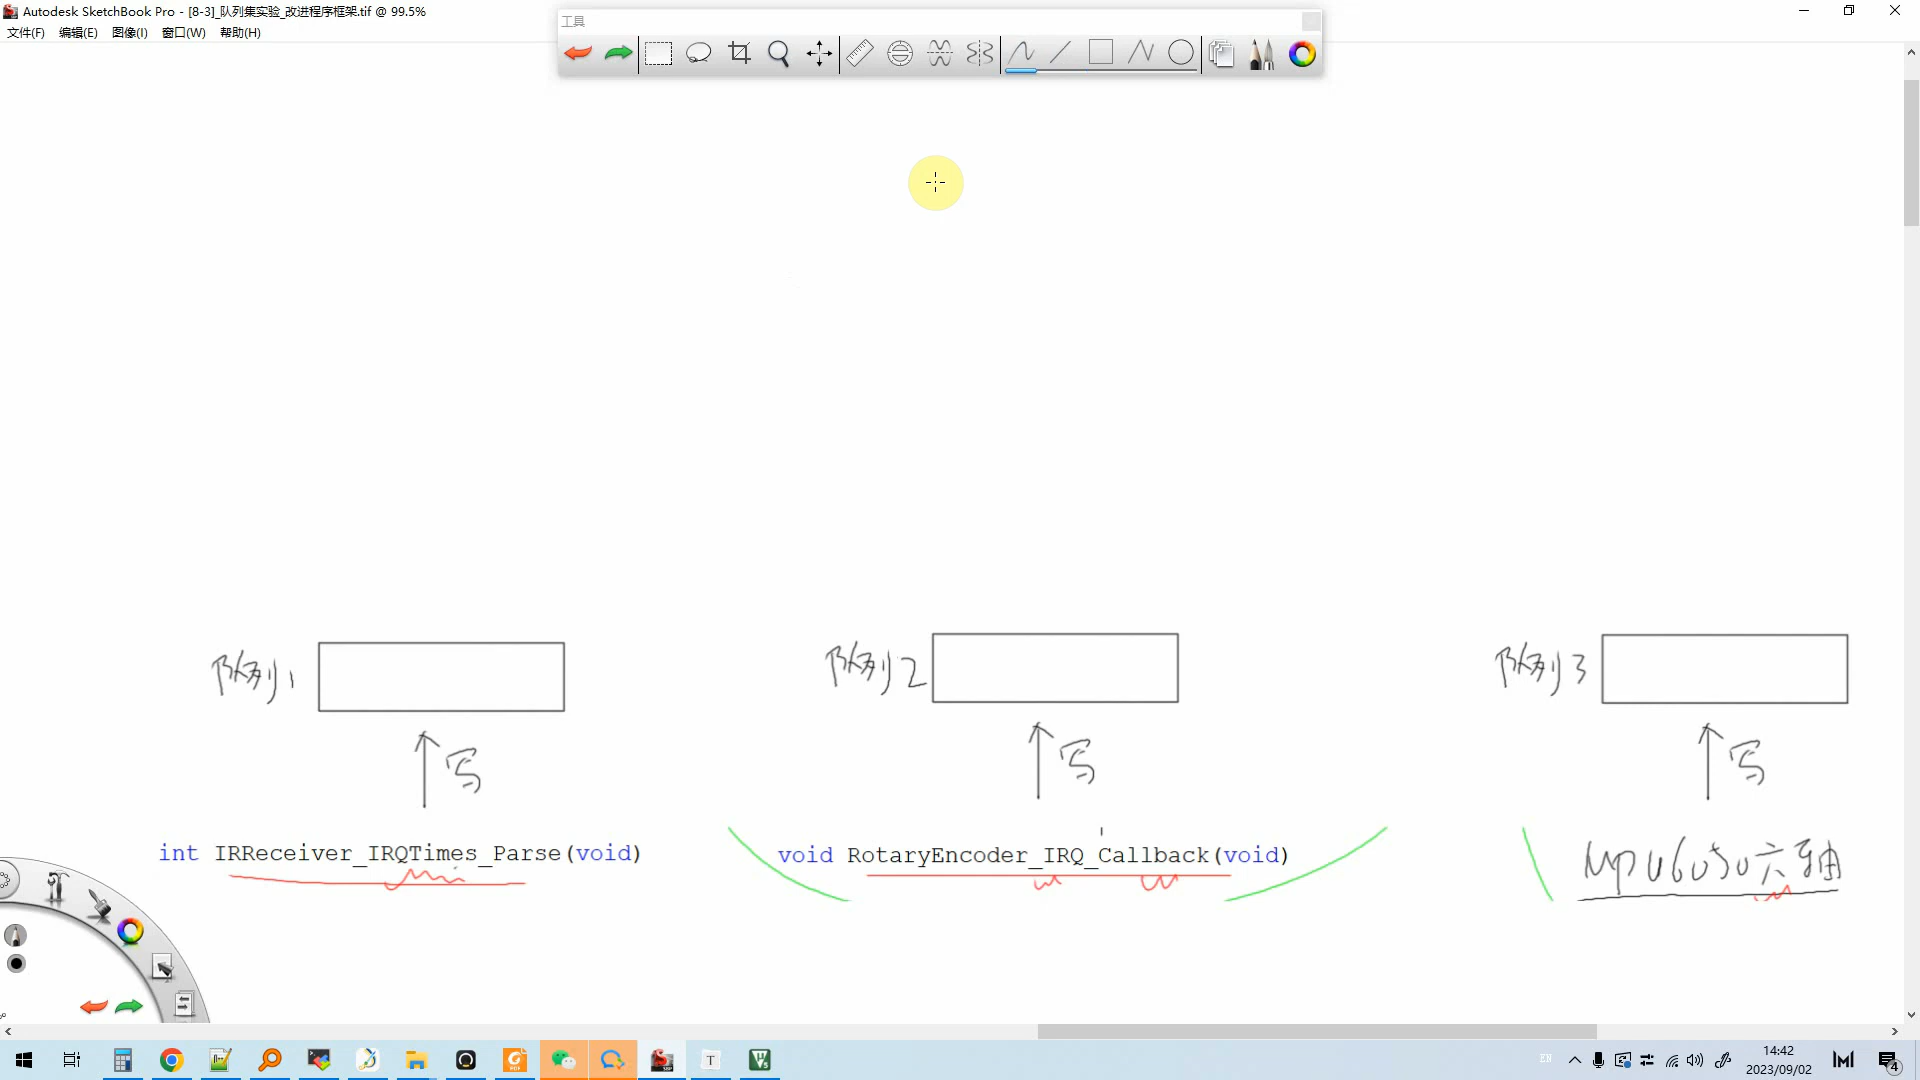 Autodesk SketchBook Pro - [8-3]_队列集实验_改进程序框架.tif @ 99.5%
文件(F) 编辑(E) 图像(I) 窗口(W) 帮助(H)
工具
队列1
队列2
队列3
写
写
写
int IRReceiver_IRQTimes_Parse(void)
void RotaryEncoder_IRQ_Callback(void)
MPU6050六轴
EN
14:42
2023/09/02
4